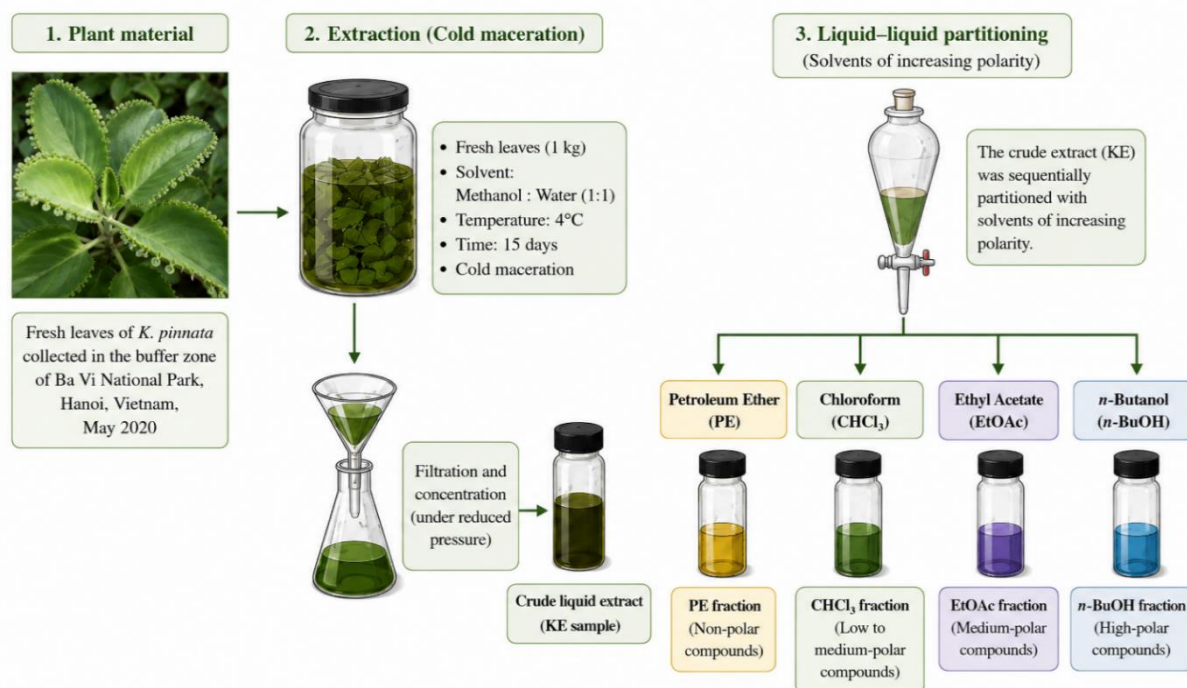 1. Plant material
Fresh leaves of K. pinnata
collected in the buffer zone
of Ba Vi National Park,
Hanoi, Vietnam,
May 2020
2. Extraction (Cold maceration)
• Fresh leaves (1 kg)
• Solvent:
Methanol : Water (1:1)
• Temperature: 4°C
• Time: 15 days
• Cold maceration
Filtration and
concentration
(under reduced
pressure)
Crude liquid extract
(KE sample)
3. Liquid–liquid partitioning
(Solvents of increasing polarity)
The crude extract (KE)
was sequentially
partitioned with
solvents of increasing
polarity.
Petroleum Ether
(PE)
Chloroform
(CHCl₃)
Ethyl Acetate
(EtOAc)
n-Butanol
(n-BuOH)
PE fraction
(Non-polar
compounds)
CHCl₃ fraction
(Low to
medium-polar
compounds)
EtOAc fraction
(Medium-polar
compounds)
n-BuOH fraction
(High-polar
compounds)